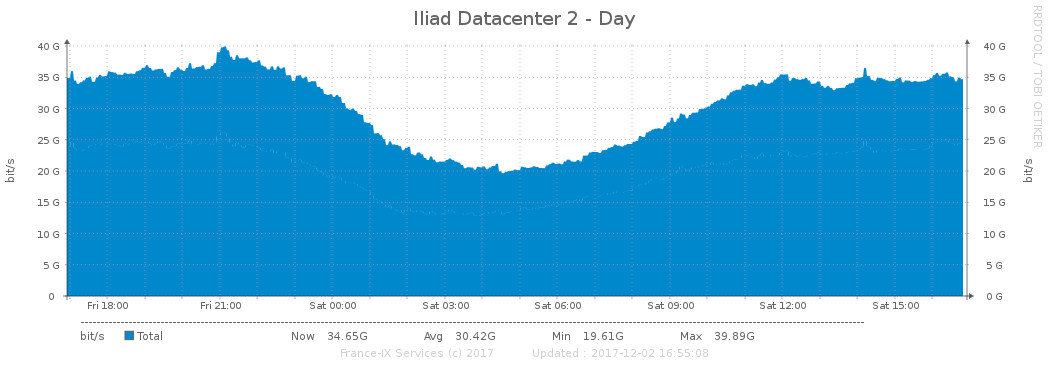 Iliad Datacenter 2 - Day
RRDTOOL / TOBI OETIKER
40 G 40 G
35 G 35 G
30 G 30 G
25 G 25 G
20 G 20 G
15 G 15 G
10 G 10 G
5 G 5 G
0 0 G
bit/s bit/s
Fri 18:00 Fri 21:00 Sat 00:00 Sat 03:00 Sat 06:00 Sat 09:00 Sat 12:00 Sat 15:00
bit/s Total Now 34.65G Avg 30.42G Min 19.61G Max 39.89G
France-IX Services (c) 2017 Updated : 2017-12-02 16:55:08